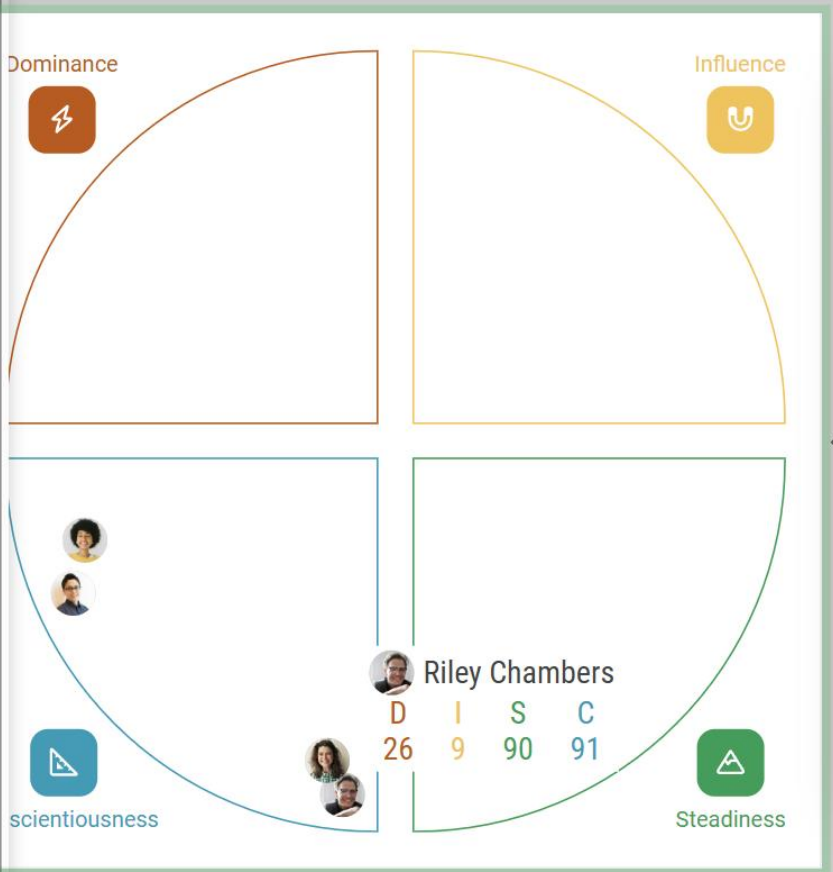 Dominance
Influence
Riley Chambers
D I S C
26 9 90 91
scientiousness
Steadiness